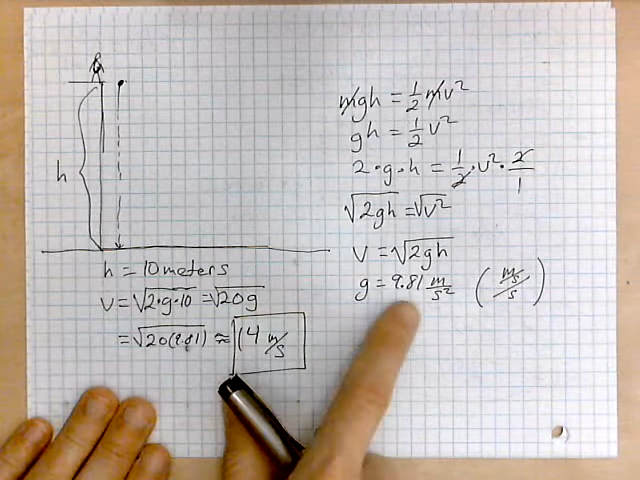 h
h = 10 meters
v = √2·g·10 = √20g
= √20(9.81) ≈ 14 m/s
mgh = 1/2 mv²
gh = 1/2 v²
2·g·h = 1/2 · v² · 2/1
√2gh = √v²
v = √2gh
g = 9.81 m/s² (m/s/s)